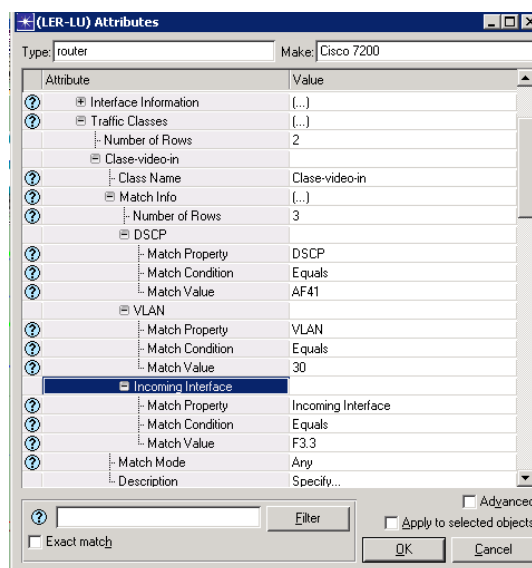 (LER-LU) Attributes
Type: router Make: Cisco 7200
Attribute Value
Interface Information (...)
Traffic Classes (...)
Number of Rows 2
Clase-video-in
Class Name Clase-video-in
Match Info (...)
Number of Rows 3
DSCP
Match Property DSCP
Match Condition Equals
Match Value AF41
VLAN
Match Property VLAN
Match Condition Equals
Match Value 30
Incoming Interface
Match Property Incoming Interface
Match Condition Equals
Match Value F3.3
Match Mode Any
Description Specify...
Advanced
Filter Apply to selected objects
Exact match
OK Cancel